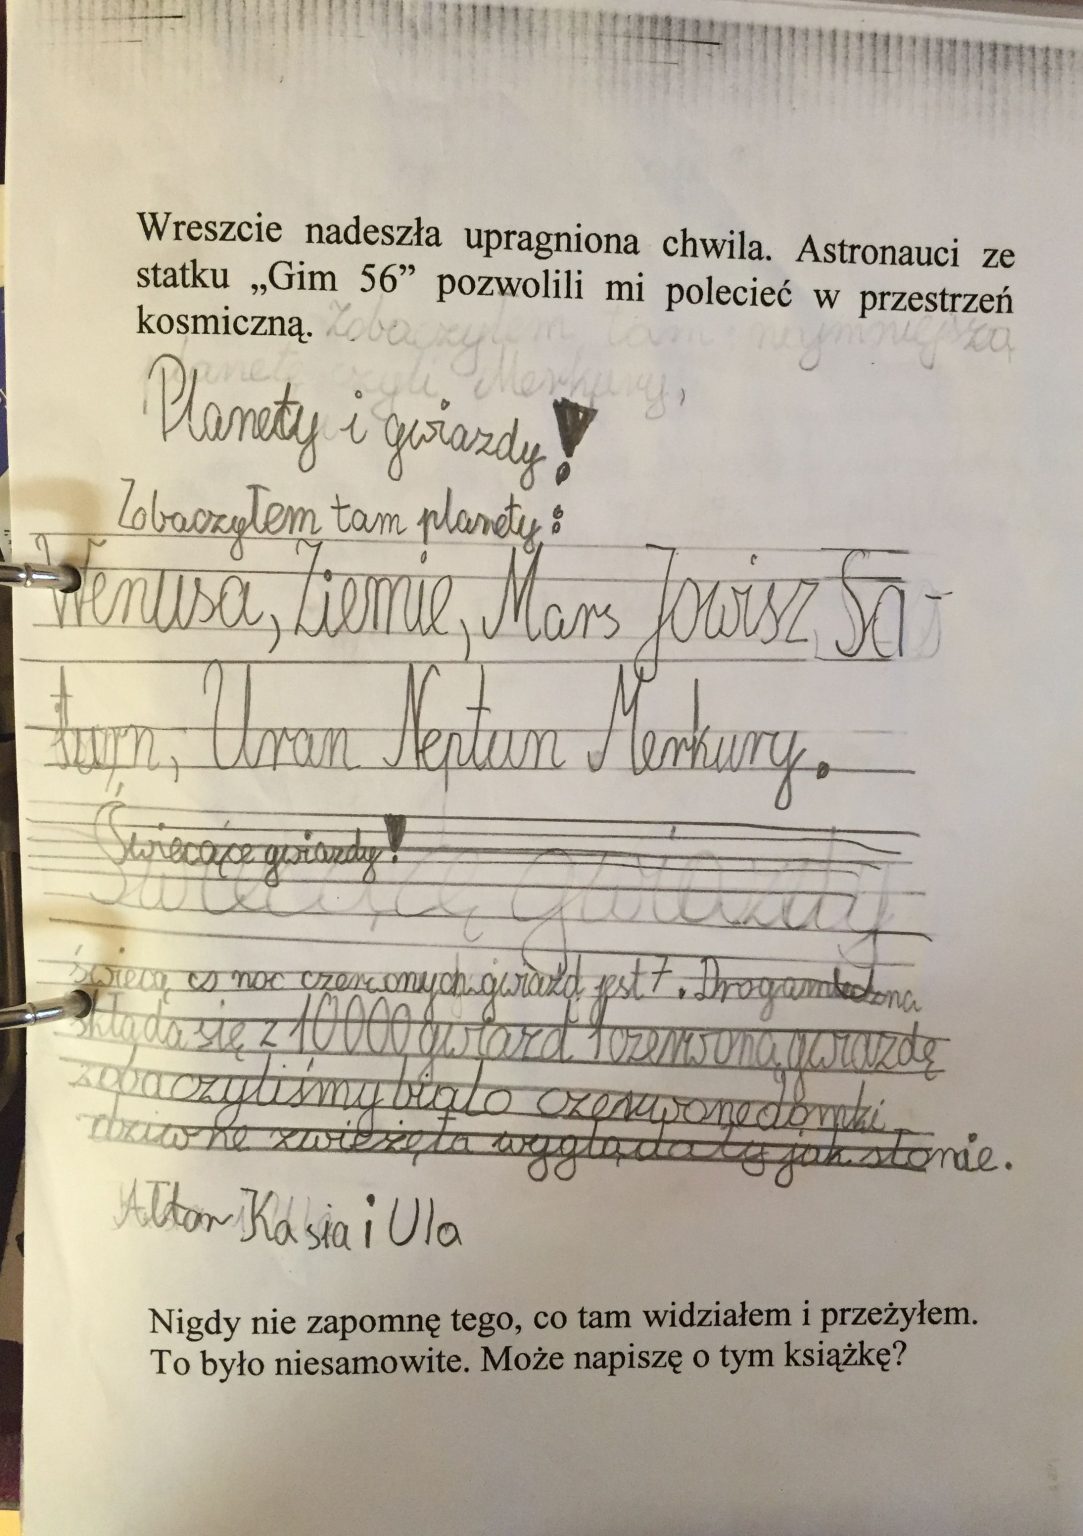 Wreszcie nadeszła upragniona chwila. Astronauci ze
statku „Gim 56” pozwolili mi polecieć w przestrzeń
kosmiczną. Zobaczyłem tam najmniejszą
planetę czyli Merkury,
Planety i gwiazdy!
Zobaczyłem tam planety:
Wenusa, Ziemie, Mars Jowisz, Sa-
turn, Uran Neptun Merkury.
Świecące gwiazdy!
Świecące gwiazdy
świecą co noc czerwonych gwiazd jest 7. Droga mleczna
składa się z 10000 gwiazd 1 czerwoną gwiazdę
zobaczyliśmy biało czerwone domki
dziwne zwierzęta wyglądały jak słonie.
Kasia i Ula
Nigdy nie zapomnę tego, co tam widziałem i przeżyłem.
To było niesamowite. Może napiszę o tym książkę?